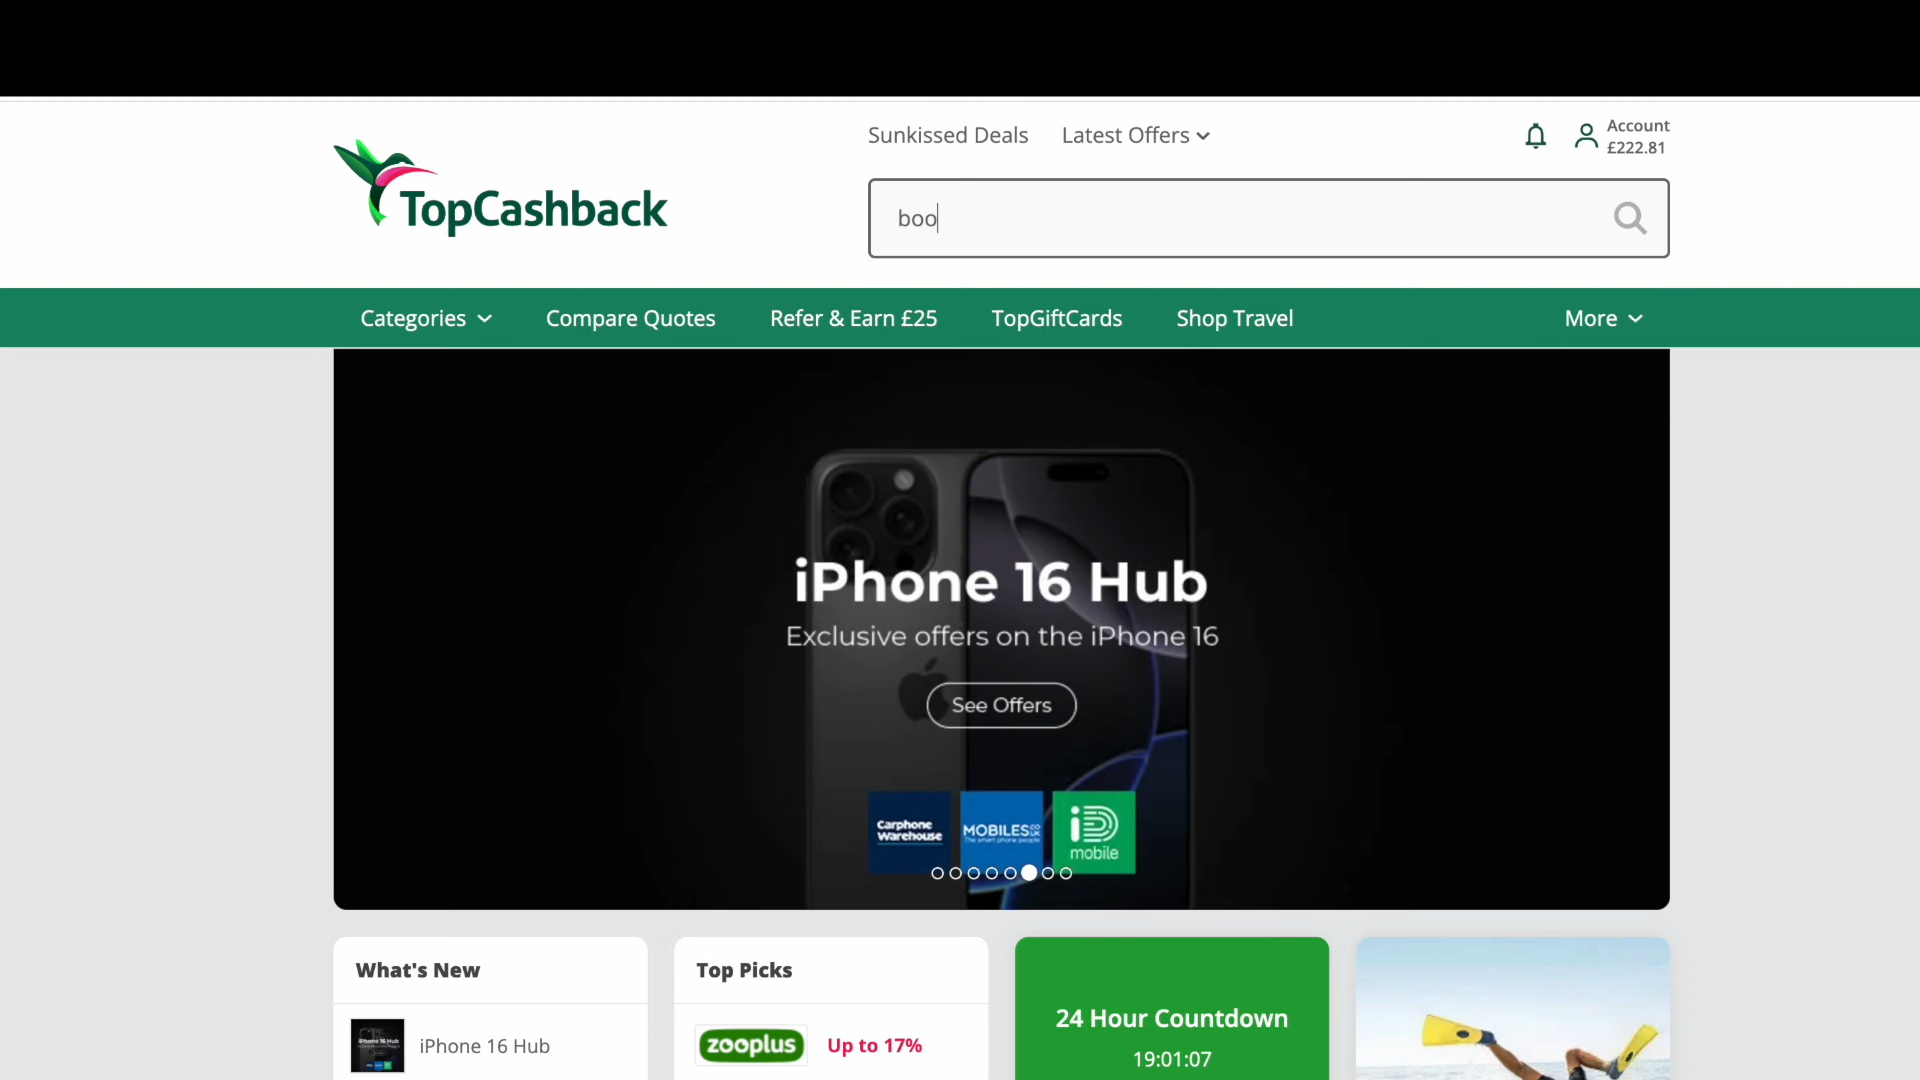 Sunkissed Deals Latest Offers
Account
£222.81
TopCashback
boo
Categories Compare Quotes Refer & Earn £25 TopGiftCards Shop Travel More
iPhone 16 Hub
Exclusive offers on the iPhone 16
See Offers
Carphone
Warehouse
MOBILES.CO.UK
The smart phone people
iD
mobile
What's New
Top Picks
24 Hour Countdown
iPhone 16 Hub
iPhone 16 Hub
zooplus
Up to 17%
19:01:07